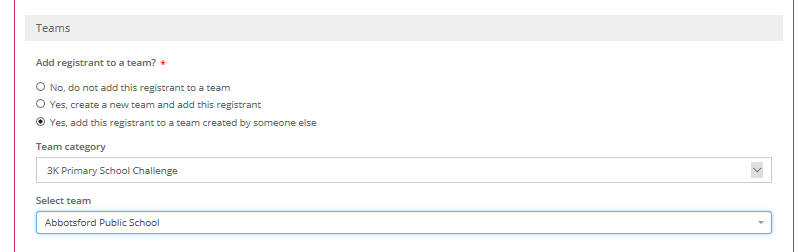 Teams
Add registrant to a team? *
No, do not add this registrant to a team
Yes, create a new team and add this registrant
Yes, add this registrant to a team created by someone else
Team category
3K Primary School Challenge
Select team
Abbotsford Public School